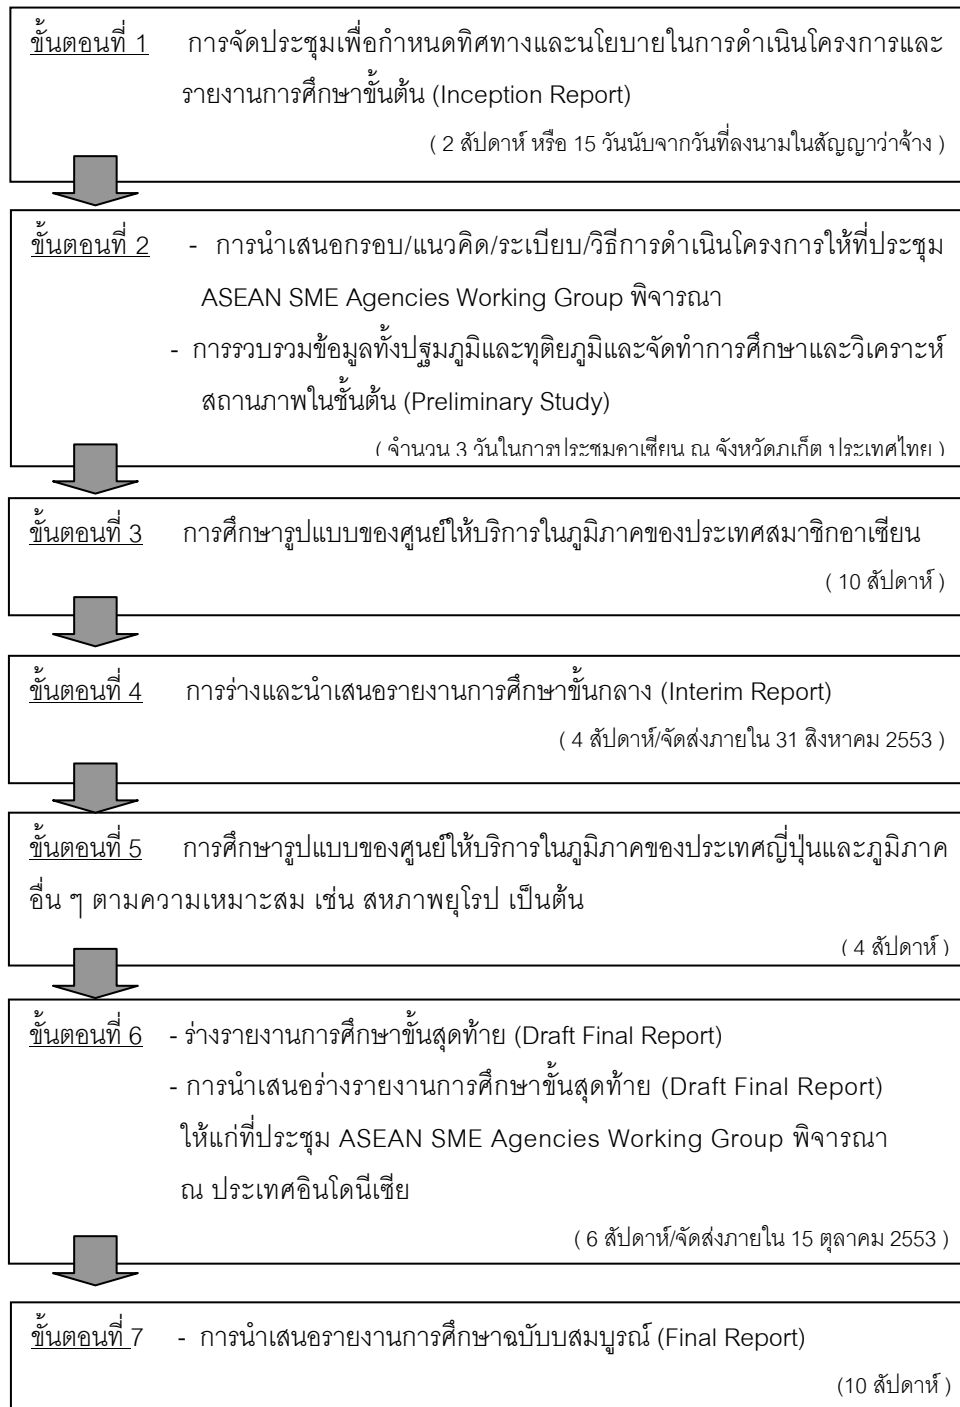 ขั้นตอนที่ 1 การจัดประชุมเพื่อกำหนดทิศทางและนโยบายในการดำเนินโครงการและ
รายงานการศึกษาขั้นต้น (Inception Report)
( 2 สัปดาห์ หรือ 15 วันนับจากวันที่ลงนามในสัญญาว่าจ้าง )
ขั้นตอนที่ 2 - การนำเสนอกรอบ/แนวคิด/ระเบียบ/วิธีการดำเนินโครงการให้ที่ประชุม
ASEAN SME Agencies Working Group พิจารณา
- การรวบรวมข้อมูลทั้งปฐมภูมิและทุติยภูมิและจัดทำการศึกษาและวิเคราะห์
สถานภาพในชั้นต้น (Preliminary Study)
( จำนวน 3 วันในการประชุมอาเซียน ณ จังหวัดภูเก็ต ประเทศไทย )
ขั้นตอนที่ 3 การศึกษารูปแบบของศูนย์ให้บริการในภูมิภาคของประเทศสมาชิกอาเซียน
( 10 สัปดาห์ )
ขั้นตอนที่ 4 การร่างและนำเสนอรายงานการศึกษาขั้นกลาง (Interim Report)
( 4 สัปดาห์/จัดส่งภายใน 31 สิงหาคม 2553 )
ขั้นตอนที่ 5 การศึกษารูปแบบของศูนย์ให้บริการในภูมิภาคของประเทศญี่ปุ่นและภูมิภาค
อื่น ๆ ตามความเหมาะสม เช่น สหภาพยุโรป เป็นต้น
( 4 สัปดาห์ )
ขั้นตอนที่ 6 - ร่างรายงานการศึกษาขั้นสุดท้าย (Draft Final Report)
- การนำเสนอร่างรายงานการศึกษาขั้นสุดท้าย (Draft Final Report)
ให้แก่ที่ประชุม ASEAN SME Agencies Working Group พิจารณา
ณ ประเทศอินโดนีเซีย
( 6 สัปดาห์/จัดส่งภายใน 15 ตุลาคม 2553 )
ขั้นตอนที่ 7 - การนำเสนอรายงานการศึกษาฉบับบสมบูรณ์ (Final Report)
(10 สัปดาห์ )